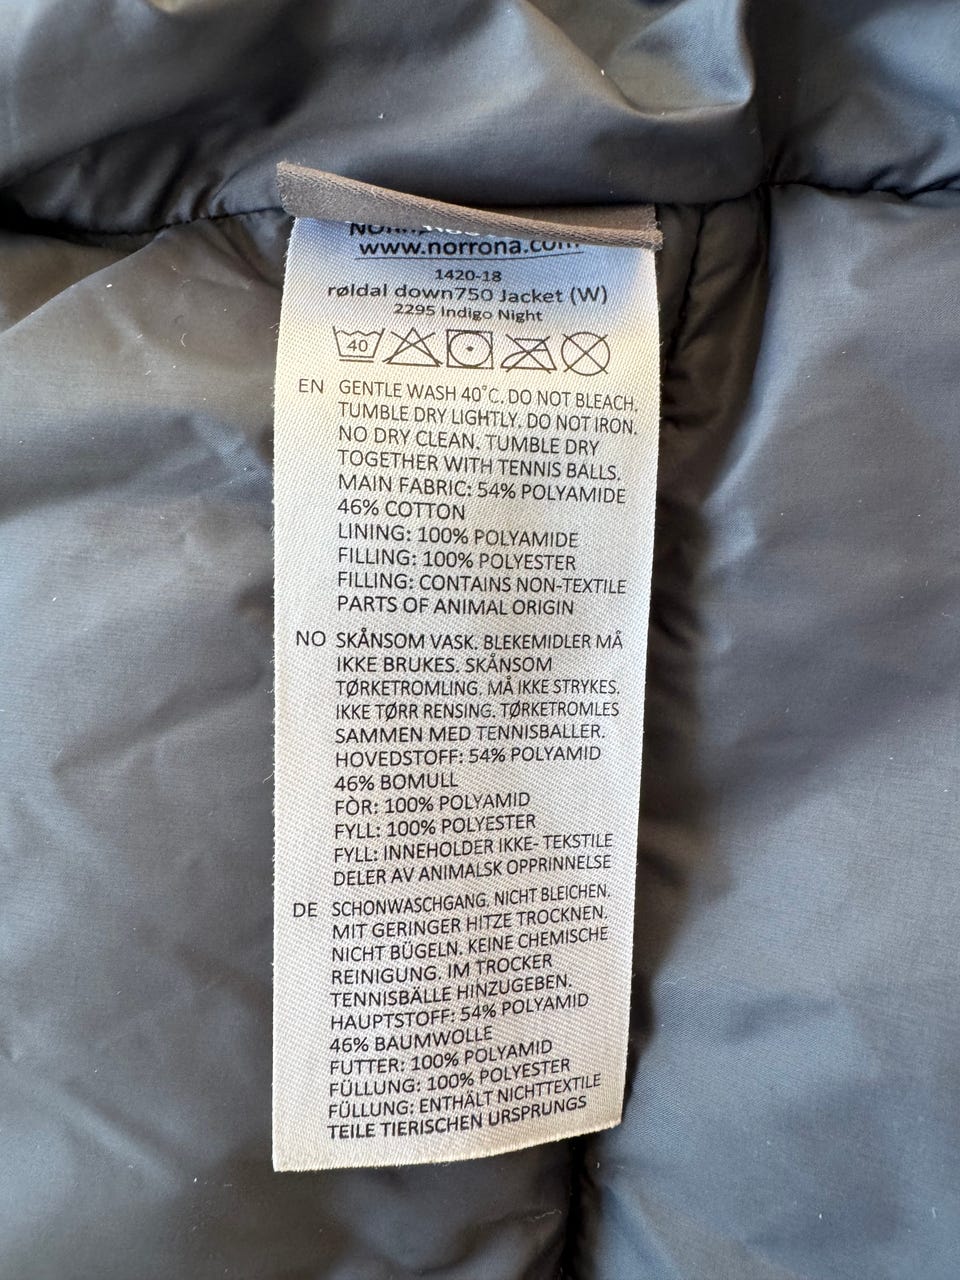 www.norrona.com
1420-18
røldal down750 Jacket (W)
2295 Indigo Night
40
EN GENTLE WASH 40°C. DO NOT BLEACH.
TUMBLE DRY LIGHTLY. DO NOT IRON.
NO DRY CLEAN. TUMBLE DRY
TOGETHER WITH TENNIS BALLS.
MAIN FABRIC: 54% POLYAMIDE
46% COTTON
LINING: 100% POLYAMIDE
FILLING: 100% POLYESTER
FILLING: CONTAINS NON-TEXTILE
PARTS OF ANIMAL ORIGIN
NO SKÅNSOM VASK. BLEKEMIDLER MÅ
IKKE BRUKES. SKÅNSOM
TØRKETROMLING. MÅ IKKE STRYKES.
IKKE TØRR RENSING. TØRKETROMLES
SAMMEN MED TENNISBALLER.
HOVEDSTOFF: 54% POLYAMID
46% BOMULL
FÒR: 100% POLYAMID
FYLL: 100% POLYESTER
FYLL: INNEHOLDER IKKE- TEKSTILE
DELER AV ANIMALSK OPPRINNELSE
DE SCHONWASCHGANG. NICHT BLEICHEN.
MIT GERINGER HITZE TROCKNEN.
NICHT BÜGELN. KEINE CHEMISCHE
REINIGUNG. IM TROCKER
TENNISBÄLLE HINZUGEBEN.
HAUPTSTOFF: 54% POLYAMID
46% BAUMWOLLE
FUTTER: 100% POLYAMID
FÜLLUNG: 100% POLYESTER
FÜLLUNG: ENTHÄLT NICHTTEXTILE
TEILE TIERISCHEN URSPRUNGS